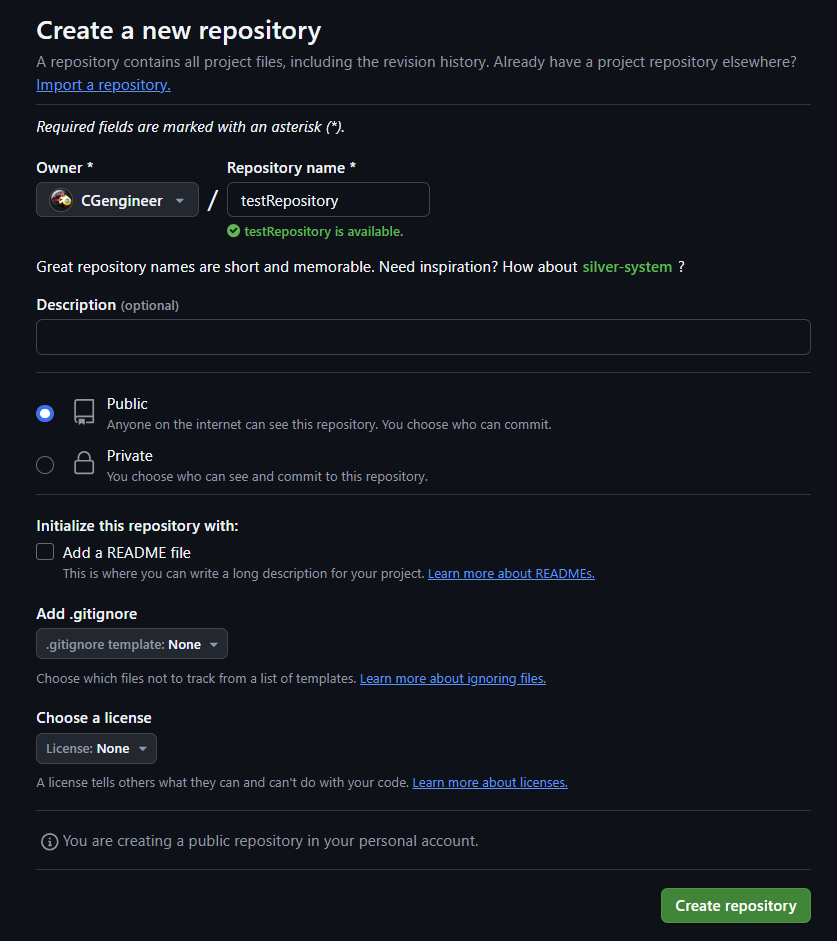 Create a new repository
A repository contains all project files, including the revision history. Already have a project repository elsewhere?
Import a repository.
Required fields are marked with an asterisk (*).
Owner *
Repository name *
CGengineer
/
testRepository
testRepository is available.
Great repository names are short and memorable. Need inspiration? How about silver-system ?
Description (optional)
Public
Anyone on the internet can see this repository. You choose who can commit.
Private
You choose who can see and commit to this repository.
Initialize this repository with:
Add a README file
This is where you can write a long description for your project. Learn more about READMEs.
Add .gitignore
.gitignore template: None
Choose which files not to track from a list of templates. Learn more about ignoring files.
Choose a license
License: None
A license tells others what they can and can't do with your code. Learn more about licenses.
You are creating a public repository in your personal account.
Create repository